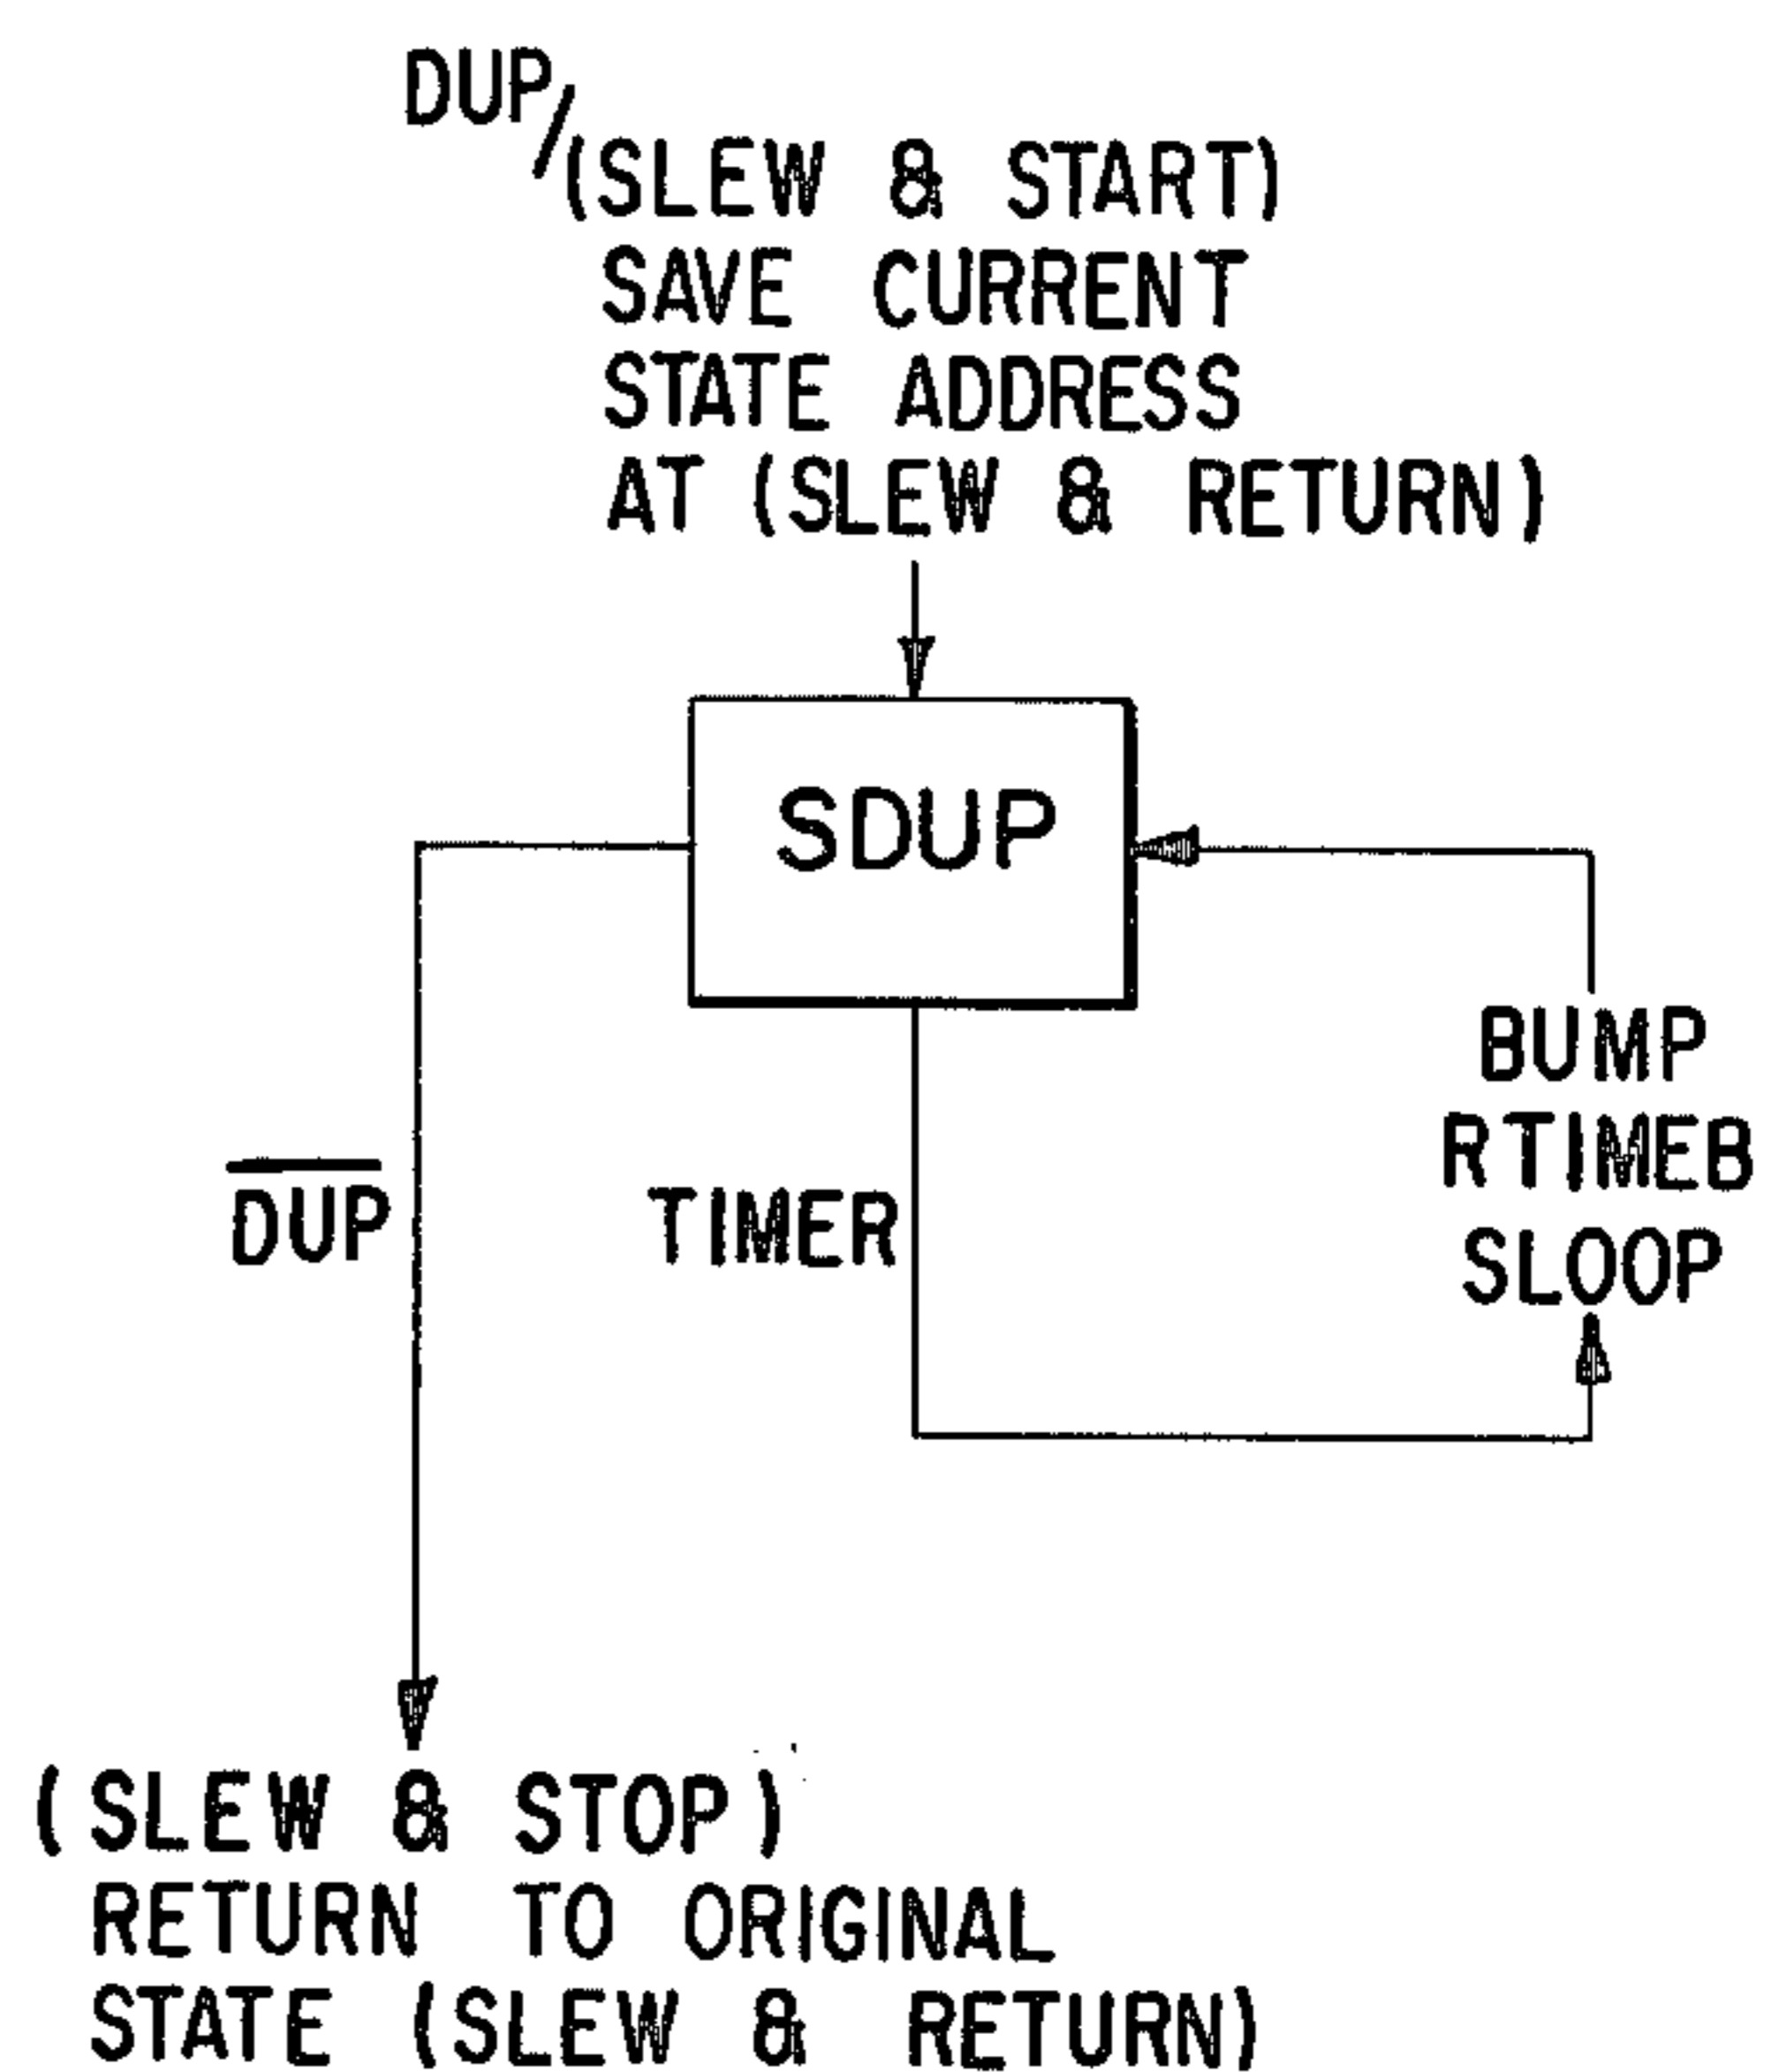 DUP/(SLEW & START)
SAVE CURRENT
STATE ADDRESS
AT (SLEW & RETURN)
SDUP
D̅U̅P̅
TIMER
BUMP
RTIMEB
SLOOP
(SLEW & STOP)
RETURN TO ORIGINAL
STATE (SLEW & RETURN)